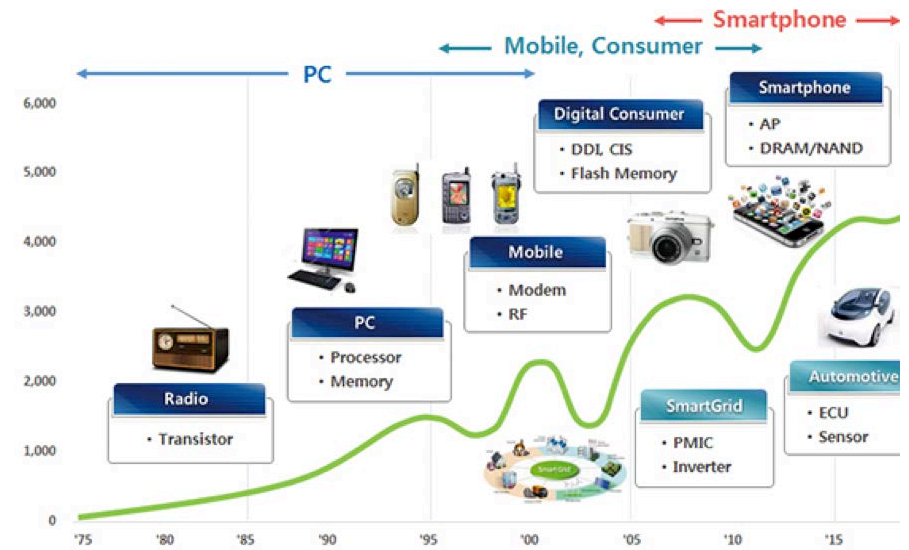 Smartphone
Mobile, Consumer
PC
6,000
5,000
4,000
3,000
2,000
1,000
0
Smartphone
• AP
• DRAM/NAND
Digital Consumer
• DDI, CIS
• Flash Memory
Mobile
• Modem
• RF
PC
• Processor
• Memory
Radio
• Transistor
SmartGrid
• PMIC
• Inverter
Automotive
• ECU
• Sensor
Smart Grid
'75 '80 '85 '90 '95 '00 '05 '10 '15